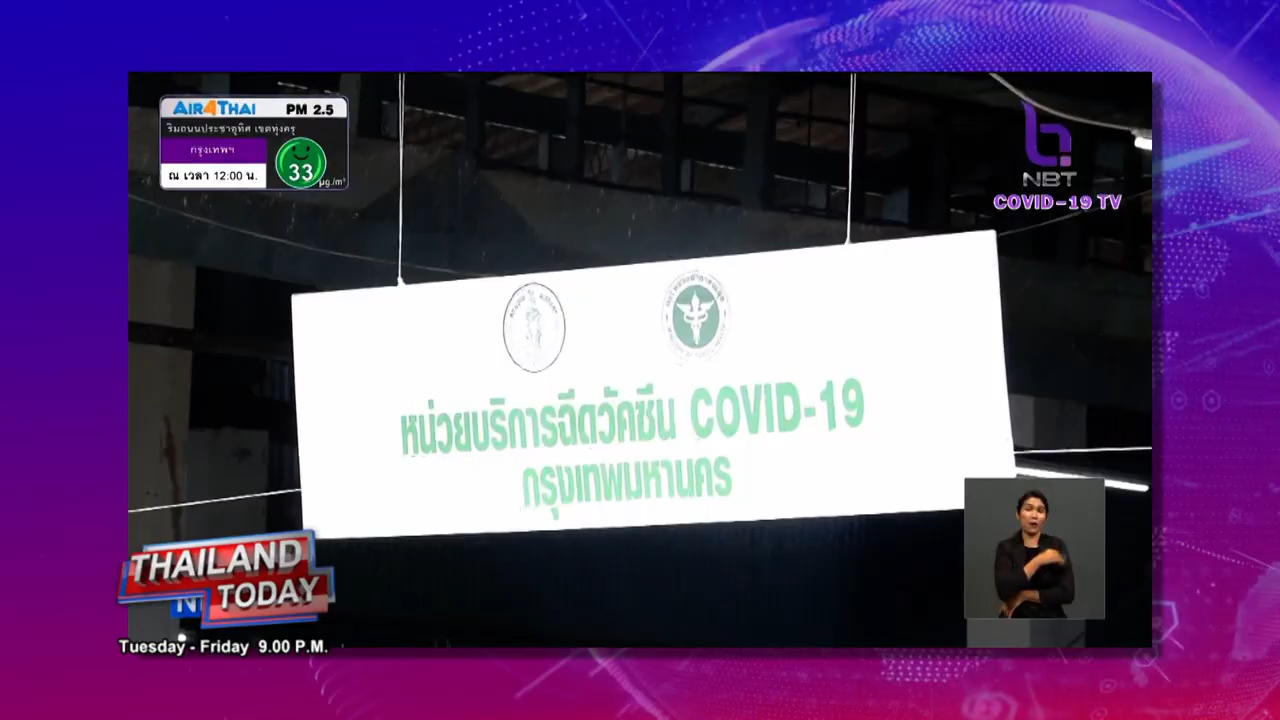 AIR4THAI PM 2.5
ริมถนนประชาอุทิศ เขตทุ่งครุ
กรุงเทพฯ
ณ เวลา 12:00 น.
33
µg./m³
NBT
COVID-19 TV
หน่วยบริการฉีดวัคซีน COVID-19
กรุงเทพมหานคร
THAILAND
TODAY
Tuesday - Friday 9.00 P.M.